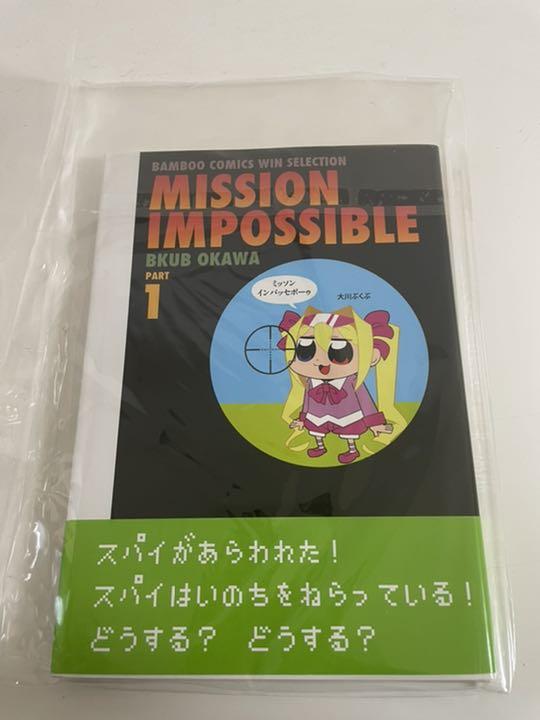 BAMBOO COMICS WIN SELECTION
MISSION
IMPOSSIBLE
BKUB OKAWA
PART
1
ミッソン
インパッセボーゥ
大川ぶくぶ
スパイがあらわれた!
スパイはいのちをねらっている!
どうする? どうする?